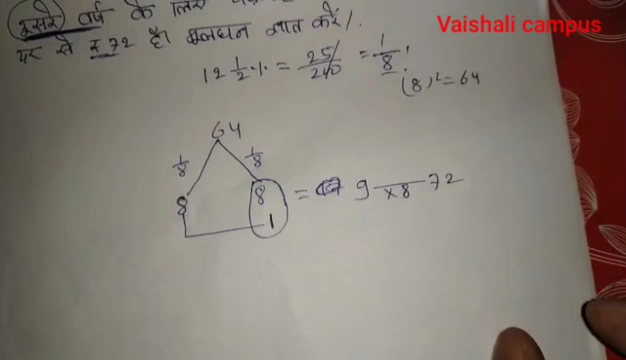 Vaishali campus
दूसरे वर्ष के लिए
पर से ₹ 72 है। मूलधन ज्ञात करें।
12 1/2 % = 25/240 = 1/8
(8)² = 64
64
1/8 1/8
8 8 = 9 ×8 72
1